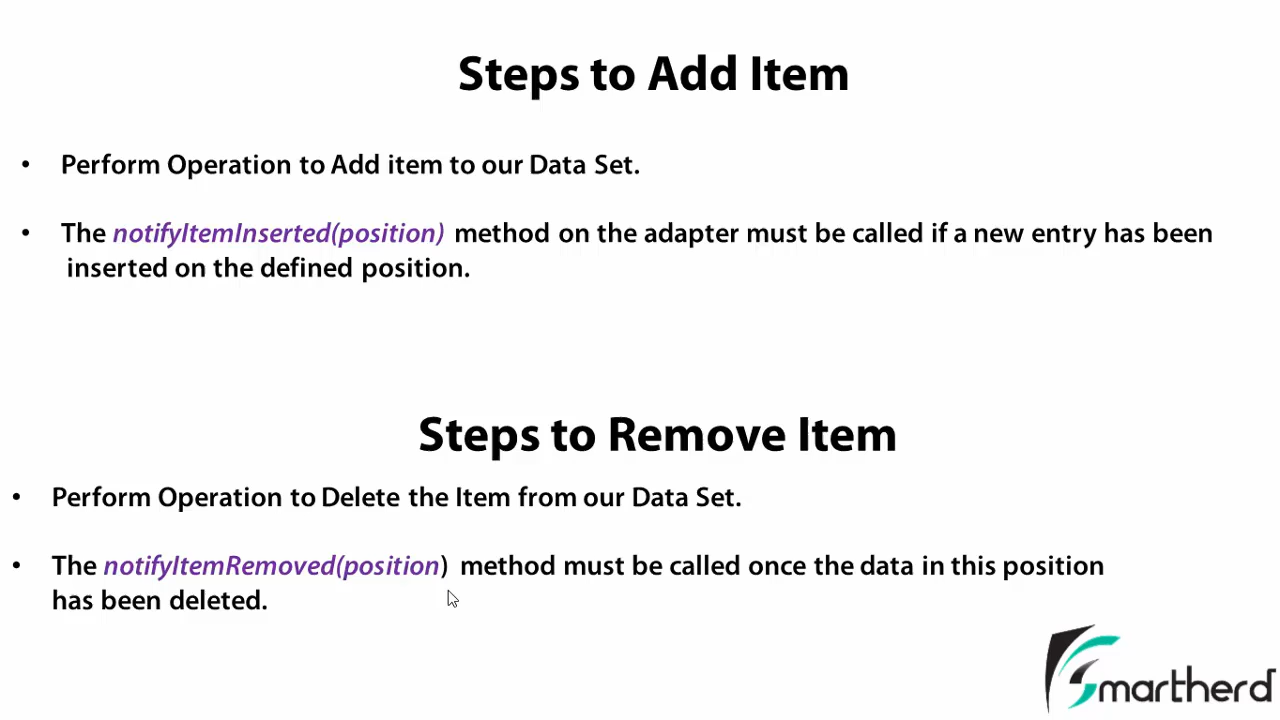 Steps to Add Item
• Perform Operation to Add item to our Data Set.
• The notifyItemInserted(position) method on the adapter must be called if a new entry has been
inserted on the defined position.
Steps to Remove Item
• Perform Operation to Delete the Item from our Data Set.
• The notifyItemRemoved(position) method must be called once the data in this position
has been deleted.
Smartherd